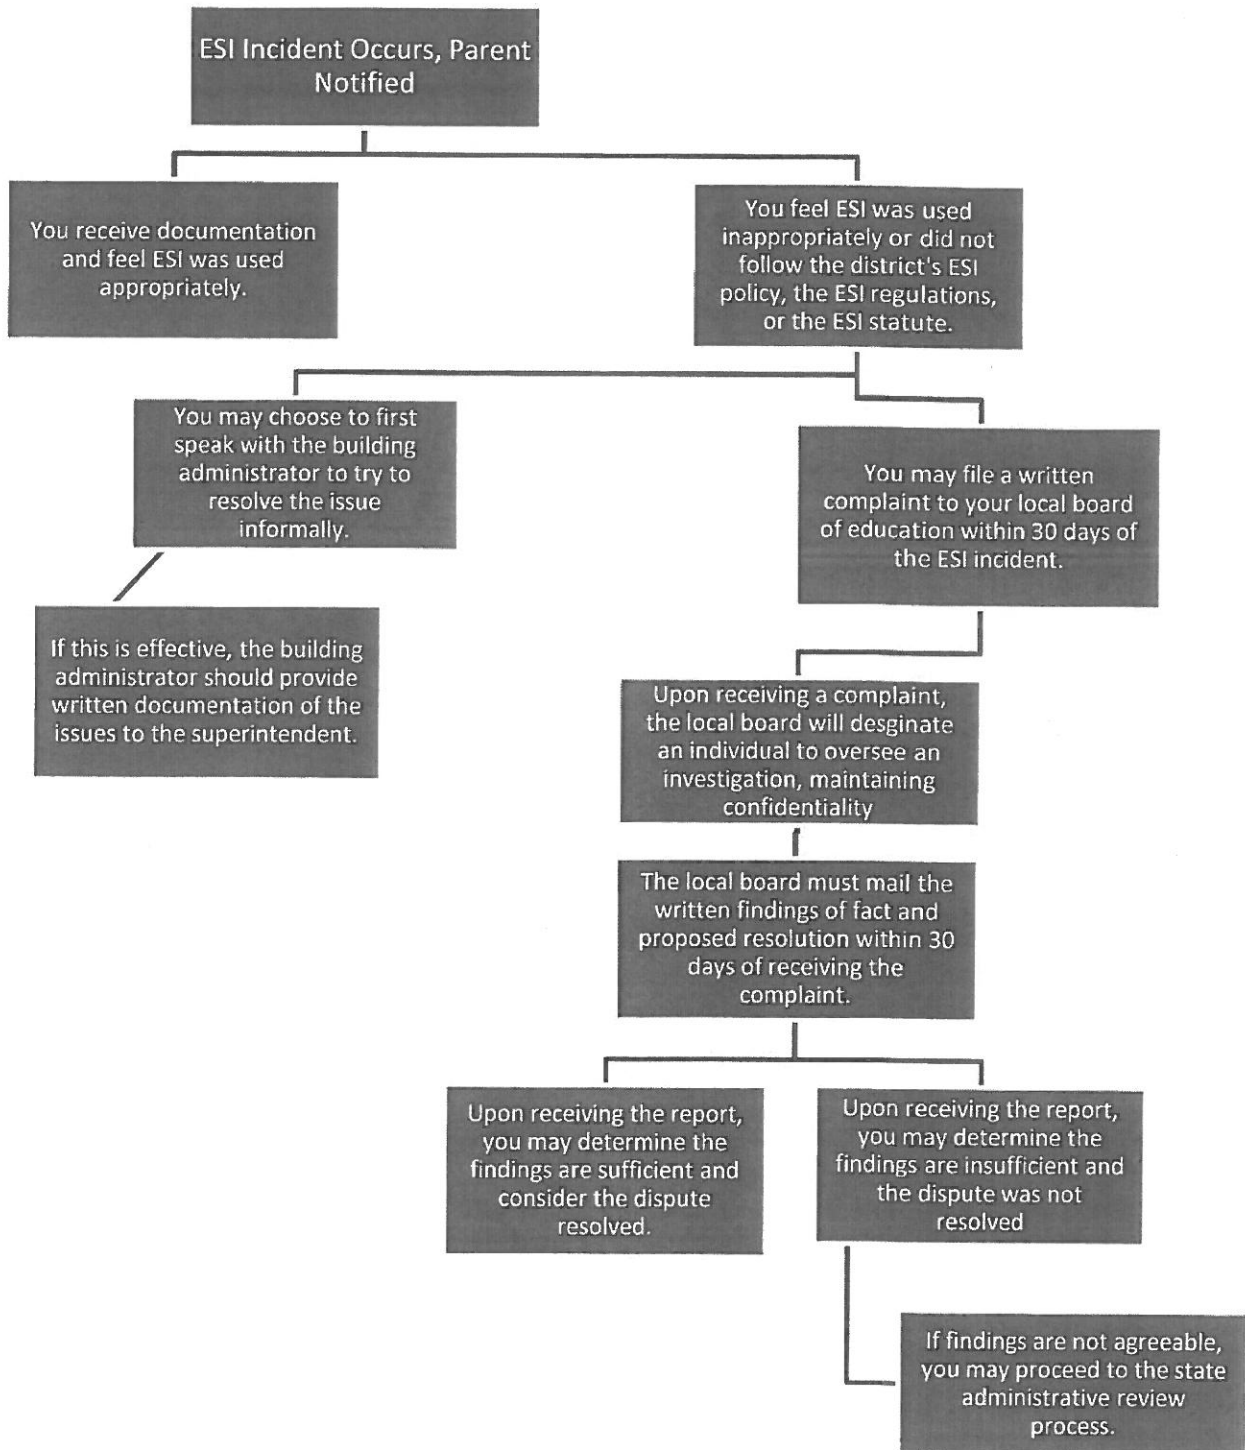 ESI Incident Occurs, Parent
Notified
You receive documentation
and feel ESI was used
appropriately.
You feel ESI was used
inappropriately or did not
follow the district's ESI
policy, the ESI regulations,
or the ESI statute.
You may choose to first
speak with the building
administrator to try to
resolve the issue
informally.
You may file a written
complaint to your local board
of education within 30 days of
the ESI incident.
If this is effective, the building
administrator should provide
written documentation of the
issues to the superintendent.
Upon receiving a complaint,
the local board will desginate
an individual to oversee an
investigation, maintaining
confidentiality
The local board must mail the
written findings of fact and
proposed resolution within 30
days of receiving the
complaint.
Upon receiving the report,
you may determine the
findings are sufficient and
consider the dispute
resolved.
Upon receiving the report,
you may determine the
findings are insufficient and
the dispute was not
resolved
If findings are not agreeable,
you may proceed to the state
administrative review
process.